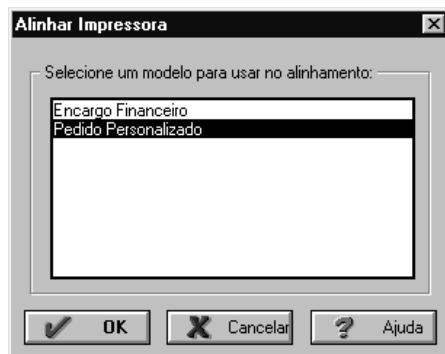 Alinhar Impressora
Selecione um modelo para usar no alinhamento:
Encargo Financeiro
Pedido Personalizado
OK Cancelar Ajuda